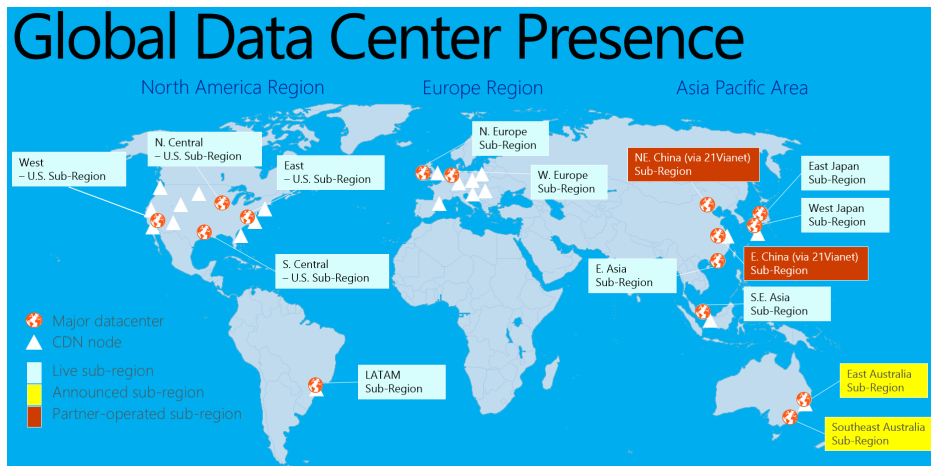 Global Data Center Presence
North America Region
Europe Region
Asia Pacific Area
N. Central
– U.S. Sub-Region
West
– U.S. Sub-Region
East
– U.S. Sub-Region
S. Central
– U.S. Sub-Region
N. Europe
Sub-Region
W. Europe
Sub-Region
NE. China (via 21Vianet)
Sub-Region
East Japan
Sub-Region
West Japan
Sub-Region
E. China (via 21Vianet)
Sub-Region
E. Asia
Sub-Region
S.E. Asia
Sub-Region
LATAM
Sub-Region
East Australia
Sub-Region
Southeast Australia
Sub-Region
Major datacenter
CDN node
Live sub-region
Announced sub-region
Partner-operated sub-region